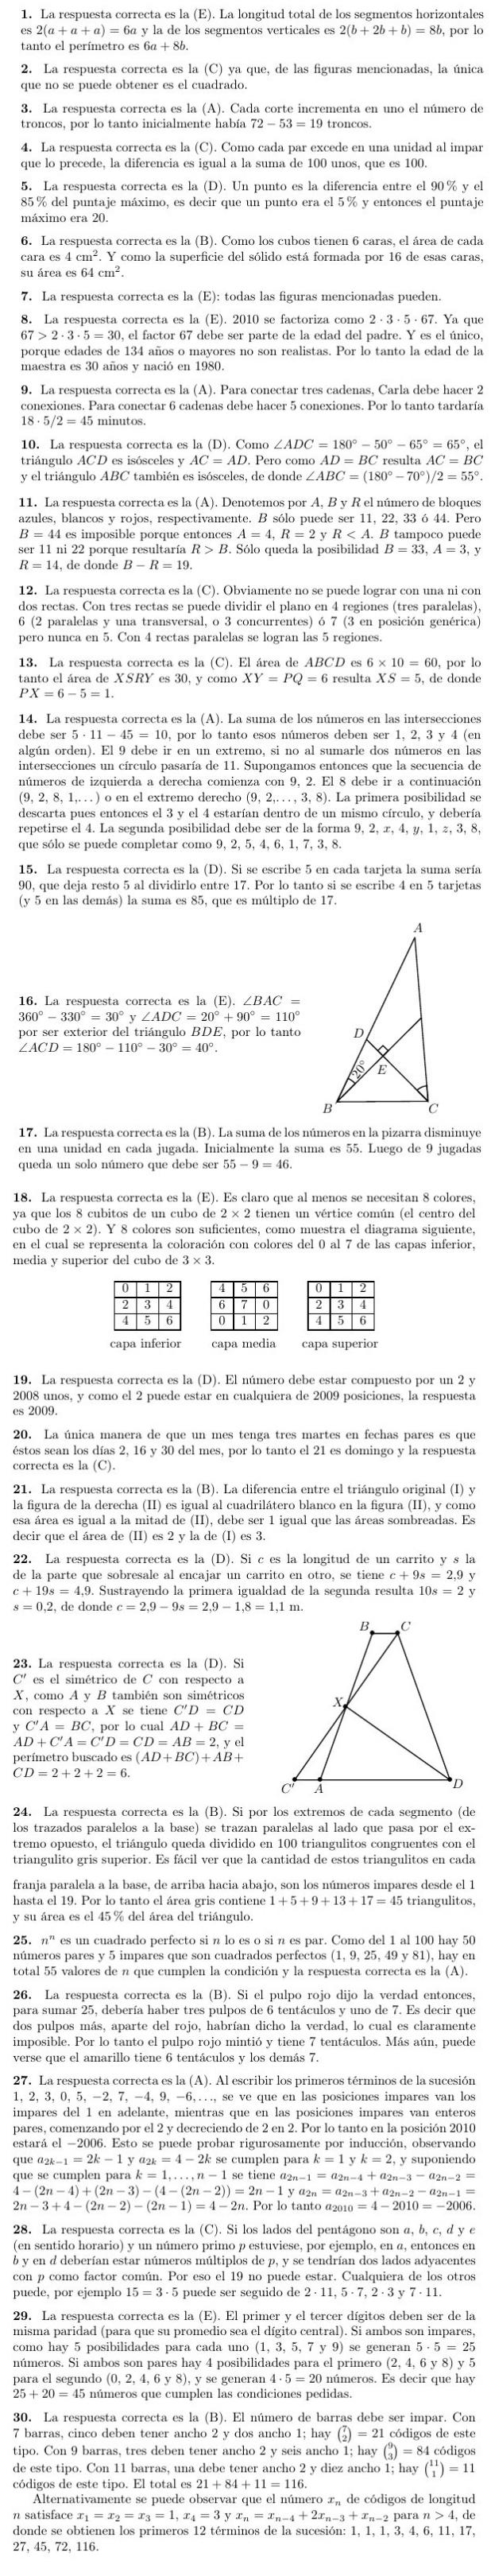 1. La respuesta correcta es la (E). La longitud total de los segmentos horizontales
es 2(a + a + a) = 6a y la de los segmentos verticales es 2(b + 2b + b) = 8b, por lo
tanto el perímetro es 6a + 8b.
2. La respuesta correcta es la (C) ya que, de las figuras mencionadas, la única
que no se puede obtener es el cuadrado.
3. La respuesta correcta es la (A). Cada corte incrementa en uno el número de
troncos, por lo tanto inicialmente había 72 − 53 = 19 troncos.
4. La respuesta correcta es la (C). Como cada par excede en una unidad al impar
que lo precede, la diferencia es igual a la suma de 100 unos, que es 100.
5. La respuesta correcta es la (D). Un punto es la diferencia entre el 90 % y el
85 % del puntaje máximo, es decir que un punto era el 5 % y entonces el puntaje
máximo era 20.
6. La respuesta correcta es la (B). Como los cubos tienen 6 caras, el área de cada
cara es 4 cm². Y como la superficie del sólido está formada por 16 de esas caras,
su área es 64 cm².
7. La respuesta correcta es la (E): todas las figuras mencionadas pueden.
8. La respuesta correcta es la (E). 2010 se factoriza como 2 · 3 · 5 · 67. Ya que
67 > 2 · 3 · 5 = 30, el factor 67 debe ser parte de la edad del padre. Y es el único,
porque edades de 134 años o mayores no son realistas. Por lo tanto la edad de la
maestra es 30 años y nació en 1980.
9. La respuesta correcta es la (A). Para conectar tres cadenas, Carla debe hacer 2
conexiones. Para conectar 6 cadenas debe hacer 5 conexiones. Por lo tanto tardaría
18 · 5/2 = 45 minutos.
10. La respuesta correcta es la (D). Como ∠ADC = 180° − 50° − 65° = 65°, el
triángulo ACD es isósceles y AC = AD. Pero como AD = BC resulta AC = BC
y el triángulo ABC también es isósceles, de donde ∠ABC = (180° − 70°)/2 = 55°.
11. La respuesta correcta es la (A). Denotemos por A, B y R el número de bloques
azules, blancos y rojos, respectivamente. B sólo puede ser 11, 22, 33 ó 44. Pero
B = 44 es imposible porque entonces A = 4, R = 2 y R < A. B tampoco puede
ser 11 ni 22 porque resultaría R > B. Sólo queda la posibilidad B = 33, A = 3, y
R = 14, de donde B − R = 19.
12. La respuesta correcta es la (C). Obviamente no se puede lograr con una ni con
dos rectas. Con tres rectas se puede dividir el plano en 4 regiones (tres paralelas),
6 (2 paralelas y una transversal, o 3 concurrentes) ó 7 (3 en posición genérica)
pero nunca en 5. Con 4 rectas paralelas se logran las 5 regiones.
13. La respuesta correcta es la (C). El área de ABCD es 6 × 10 = 60, por lo
tanto el área de XSRY es 30, y como XY = PQ = 6 resulta XS = 5, de donde
PX = 6 − 5 = 1.
14. La respuesta correcta es la (A). La suma de los números en las intersecciones
debe ser 5 · 11 − 45 = 10, por lo tanto esos números deben ser 1, 2, 3 y 4 (en
algún orden). El 9 debe ir en un extremo, si no al sumarle dos números en las
intersecciones un círculo pasaría de 11. Supongamos entonces que la secuencia de
números de izquierda a derecha comienza con 9, 2. El 8 debe ir a continuación
(9, 2, 8, 1,. . . ) o en el extremo derecho (9, 2,. . . , 3, 8). La primera posibilidad se
descarta pues entonces el 3 y el 4 estarían dentro de un mismo círculo, y debería
repetirse el 4. La segunda posibilidad debe ser de la forma 9, 2, x, 4, y, 1, z, 3, 8,
que sólo se puede completar como 9, 2, 5, 4, 6, 1, 7, 3, 8.
15. La respuesta correcta es la (D). Si se escribe 5 en cada tarjeta la suma sería
90, que deja resto 5 al dividirlo entre 17. Por lo tanto si se escribe 4 en 5 tarjetas
(y 5 en las demás) la suma es 85, que es múltiplo de 17.
16. La respuesta correcta es la (E). ∠BAC =
360° − 330° = 30° y ∠ADC = 20° + 90° = 110°
por ser exterior del triángulo BDE, por lo tanto
∠ACD = 180° − 110° − 30° = 40°.
A
D
20°
E
B
C
17. La respuesta correcta es la (B). La suma de los números en la pizarra disminuye
en una unidad en cada jugada. Inicialmente la suma es 55. Luego de 9 jugadas
queda un solo número que debe ser 55 − 9 = 46.
18. La respuesta correcta es la (E). Es claro que al menos se necesitan 8 colores,
ya que los 8 cubitos de un cubo de 2 × 2 tienen un vértice común (el centro del
cubo de 2 × 2). Y 8 colores son suficientes, como muestra el diagrama siguiente,
en el cual se representa la coloración con colores del 0 al 7 de las capas inferior,
media y superior del cubo de 3 × 3.
0 1 2 4 5 6 0 1 2
2 3 4 6 7 0 2 3 4
4 5 6 0 1 2 4 5 6
capa inferior capa media capa superior
19. La respuesta correcta es la (D). El número debe estar compuesto por un 2 y
2008 unos, y como el 2 puede estar en cualquiera de 2009 posiciones, la respuesta
es 2009.
20. La única manera de que un mes tenga tres martes en fechas pares es que
éstos sean los días 2, 16 y 30 del mes, por lo tanto el 21 es domingo y la respuesta
correcta es la (C).
21. La respuesta correcta es la (B). La diferencia entre el triángulo original (I) y
la figura de la derecha (II) es igual al cuadrilátero blanco en la figura (II), y como
esa área es igual a la mitad de (II), debe ser 1 igual que las áreas sombreadas. Es
decir que el área de (II) es 2 y la de (I) es 3.
22. La respuesta correcta es la (D). Si c es la longitud de un carrito y s la
de la parte que sobresale al encajar un carrito en otro, se tiene c + 9s = 2,9 y
c + 19s = 4,9. Sustrayendo la primera igualdad de la segunda resulta 10s = 2 y
s = 0,2, de donde c = 2,9 − 9s = 2,9 − 1,8 = 1,1 m.
23. La respuesta correcta es la (D). Si
C′ es el simétrico de C con respecto a
X, como A y B también son simétricos
con respecto a X se tiene C′D = CD
y C′A = BC, por lo cual AD + BC =
AD + C′A = C′D = CD = AB = 2, y el
perímetro buscado es (AD+BC)+AB+
CD = 2 + 2 + 2 = 6.
B
C
X
C′
A
D
24. La respuesta correcta es la (B). Si por los extremos de cada segmento (de
los trazados paralelos a la base) se trazan paralelas al lado que pasa por el ex-
tremo opuesto, el triángulo queda dividido en 100 triangulitos congruentes con el
triangulito gris superior. Es fácil ver que la cantidad de estos triangulitos en cada
franja paralela a la base, de arriba hacia abajo, son los números impares desde el 1
hasta el 19. Por lo tanto el área gris contiene 1 + 5 + 9 + 13 + 17 = 45 triangulitos,
y su área es el 45 % del área del triángulo.
25. nⁿ es un cuadrado perfecto si n lo es o si n es par. Como del 1 al 100 hay 50
números pares y 5 impares que son cuadrados perfectos (1, 9, 25, 49 y 81), hay en
total 55 valores de n que cumplen la condición y la respuesta correcta es la (A).
26. La respuesta correcta es la (B). Si el pulpo rojo dijo la verdad entonces,
para sumar 25, debería haber tres pulpos de 6 tentáculos y uno de 7. Es decir que
dos pulpos más, aparte del rojo, habrían dicho la verdad, lo cual es claramente
imposible. Por lo tanto el pulpo rojo mintió y tiene 7 tentáculos. Más aún, puede
verse que el amarillo tiene 6 tentáculos y los demás 7.
27. La respuesta correcta es la (A). Al escribir los primeros términos de la sucesión
1, 2, 3, 0, 5, −2, 7, −4, 9, −6,. . . , se ve que en las posiciones impares van los
impares del 1 en adelante, mientras que en las posiciones impares van enteros
pares, comenzando por el 2 y decreciendo de 2 en 2. Por lo tanto en la posición 2010
estará el −2006. Esto se puede probar rigurosamente por inducción, observando
que a₂ₖ₋₁ = 2k − 1 y a₂ₖ = 4 − 2k se cumplen para k = 1 y k = 2, y suponiendo
que se cumplen para k = 1, . . . , n − 1 se tiene a₂ₙ₋₁ = a₂ₙ₋₄ + a₂ₙ₋₃ − a₂ₙ₋₂ =
4 − (2n − 4) + (2n − 3) − (4 − (2n − 2)) = 2n − 1 y a₂ₙ = a₂ₙ₋₃ + a₂ₙ₋₂ − a₂ₙ₋₁ =
2n − 3 + 4 − (2n − 2) − (2n − 1) = 4 − 2n. Por lo tanto a₂₀₁₀ = 4 − 2010 = −2006.
28. La respuesta correcta es la (C). Si los lados del pentágono son a, b, c, d y e
(en sentido horario) y un número primo p estuviese, por ejemplo, en a, entonces en
b y en d deberían estar números múltiplos de p, y se tendrían dos lados adyacentes
con p como factor común. Por eso el 19 no puede estar. Cualquiera de los otros
puede, por ejemplo 15 = 3 · 5 puede ser seguido de 2 · 11, 5 · 7, 2 · 3 y 7 · 11.
29. La respuesta correcta es la (E). El primer y el tercer dígitos deben ser de la
misma paridad (para que su promedio sea el dígito central). Si ambos son impares,
como hay 5 posibilidades para cada uno (1, 3, 5, 7 y 9) se generan 5 · 5 = 25
números. Si ambos son pares hay 4 posibilidades para el primero (2, 4, 6 y 8) y 5
para el segundo (0, 2, 4, 6 y 8), y se generan 4 · 5 = 20 números. Es decir que hay
25 + 20 = 45 números que cumplen las condiciones pedidas.
30. La respuesta correcta es la (B). El número de barras debe ser impar. Con
7 barras, cinco deben tener ancho 2 y dos ancho 1; hay (7 2) = 21 códigos de este
tipo. Con 9 barras, tres deben tener ancho 2 y seis ancho 1; hay (9 3) = 84 códigos
de este tipo. Con 11 barras, una debe tener ancho 2 y diez ancho 1; hay (11 1) = 11
códigos de este tipo. El total es 21 + 84 + 11 = 116.
Alternativamente se puede observar que el número xₙ de códigos de longitud
n satisface x₁ = x₂ = x₃ = 1, x₄ = 3 y xₙ = xₙ₋₄ + 2xₙ₋₃ + xₙ₋₂ para n > 4, de
donde se obtienen los primeros 12 términos de la sucesión: 1, 1, 1, 3, 4, 6, 11, 17,
27, 45, 72, 116.